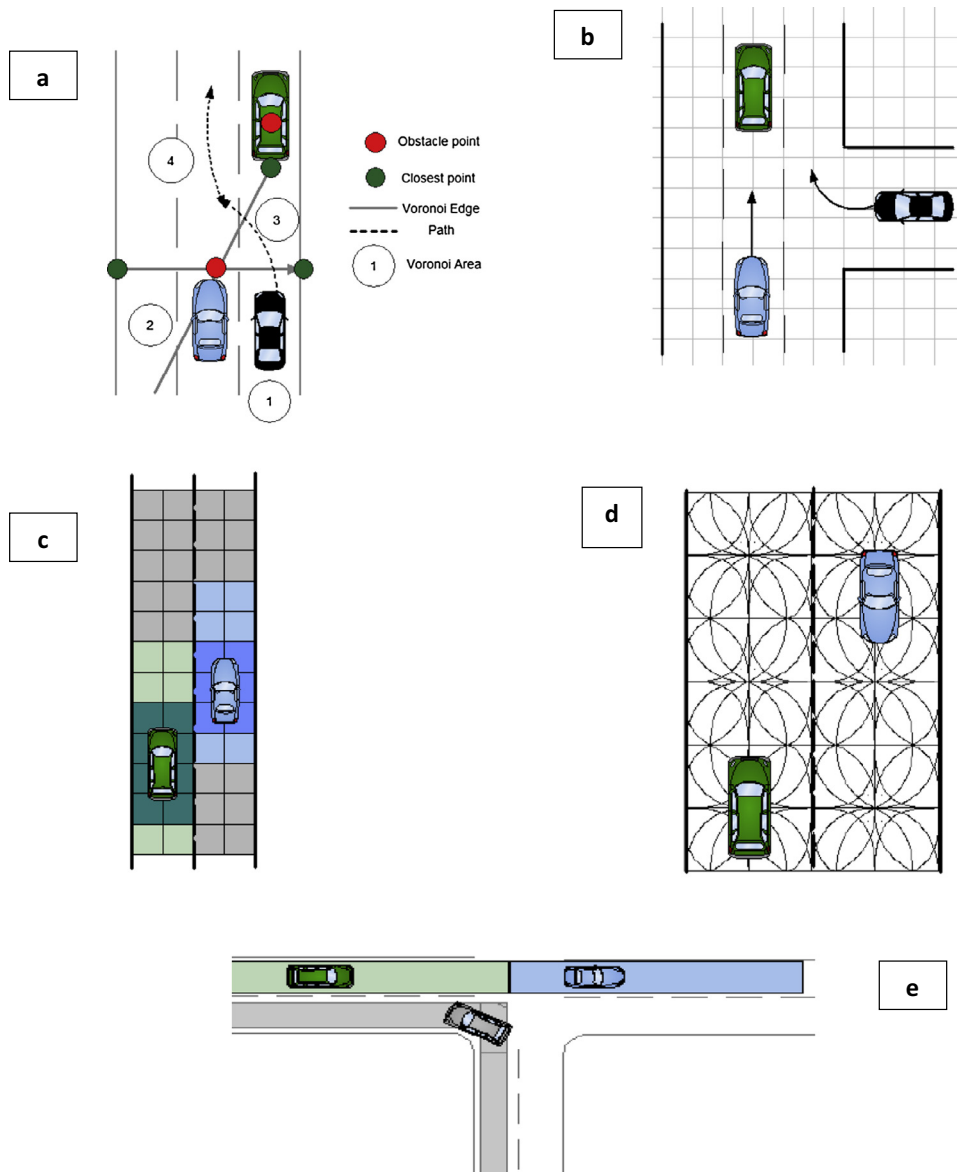 a
b
4
Obstacle point
Closest point
3
Voronoi Edge
Path
1
Voronoi Area
2
1
c
d
e